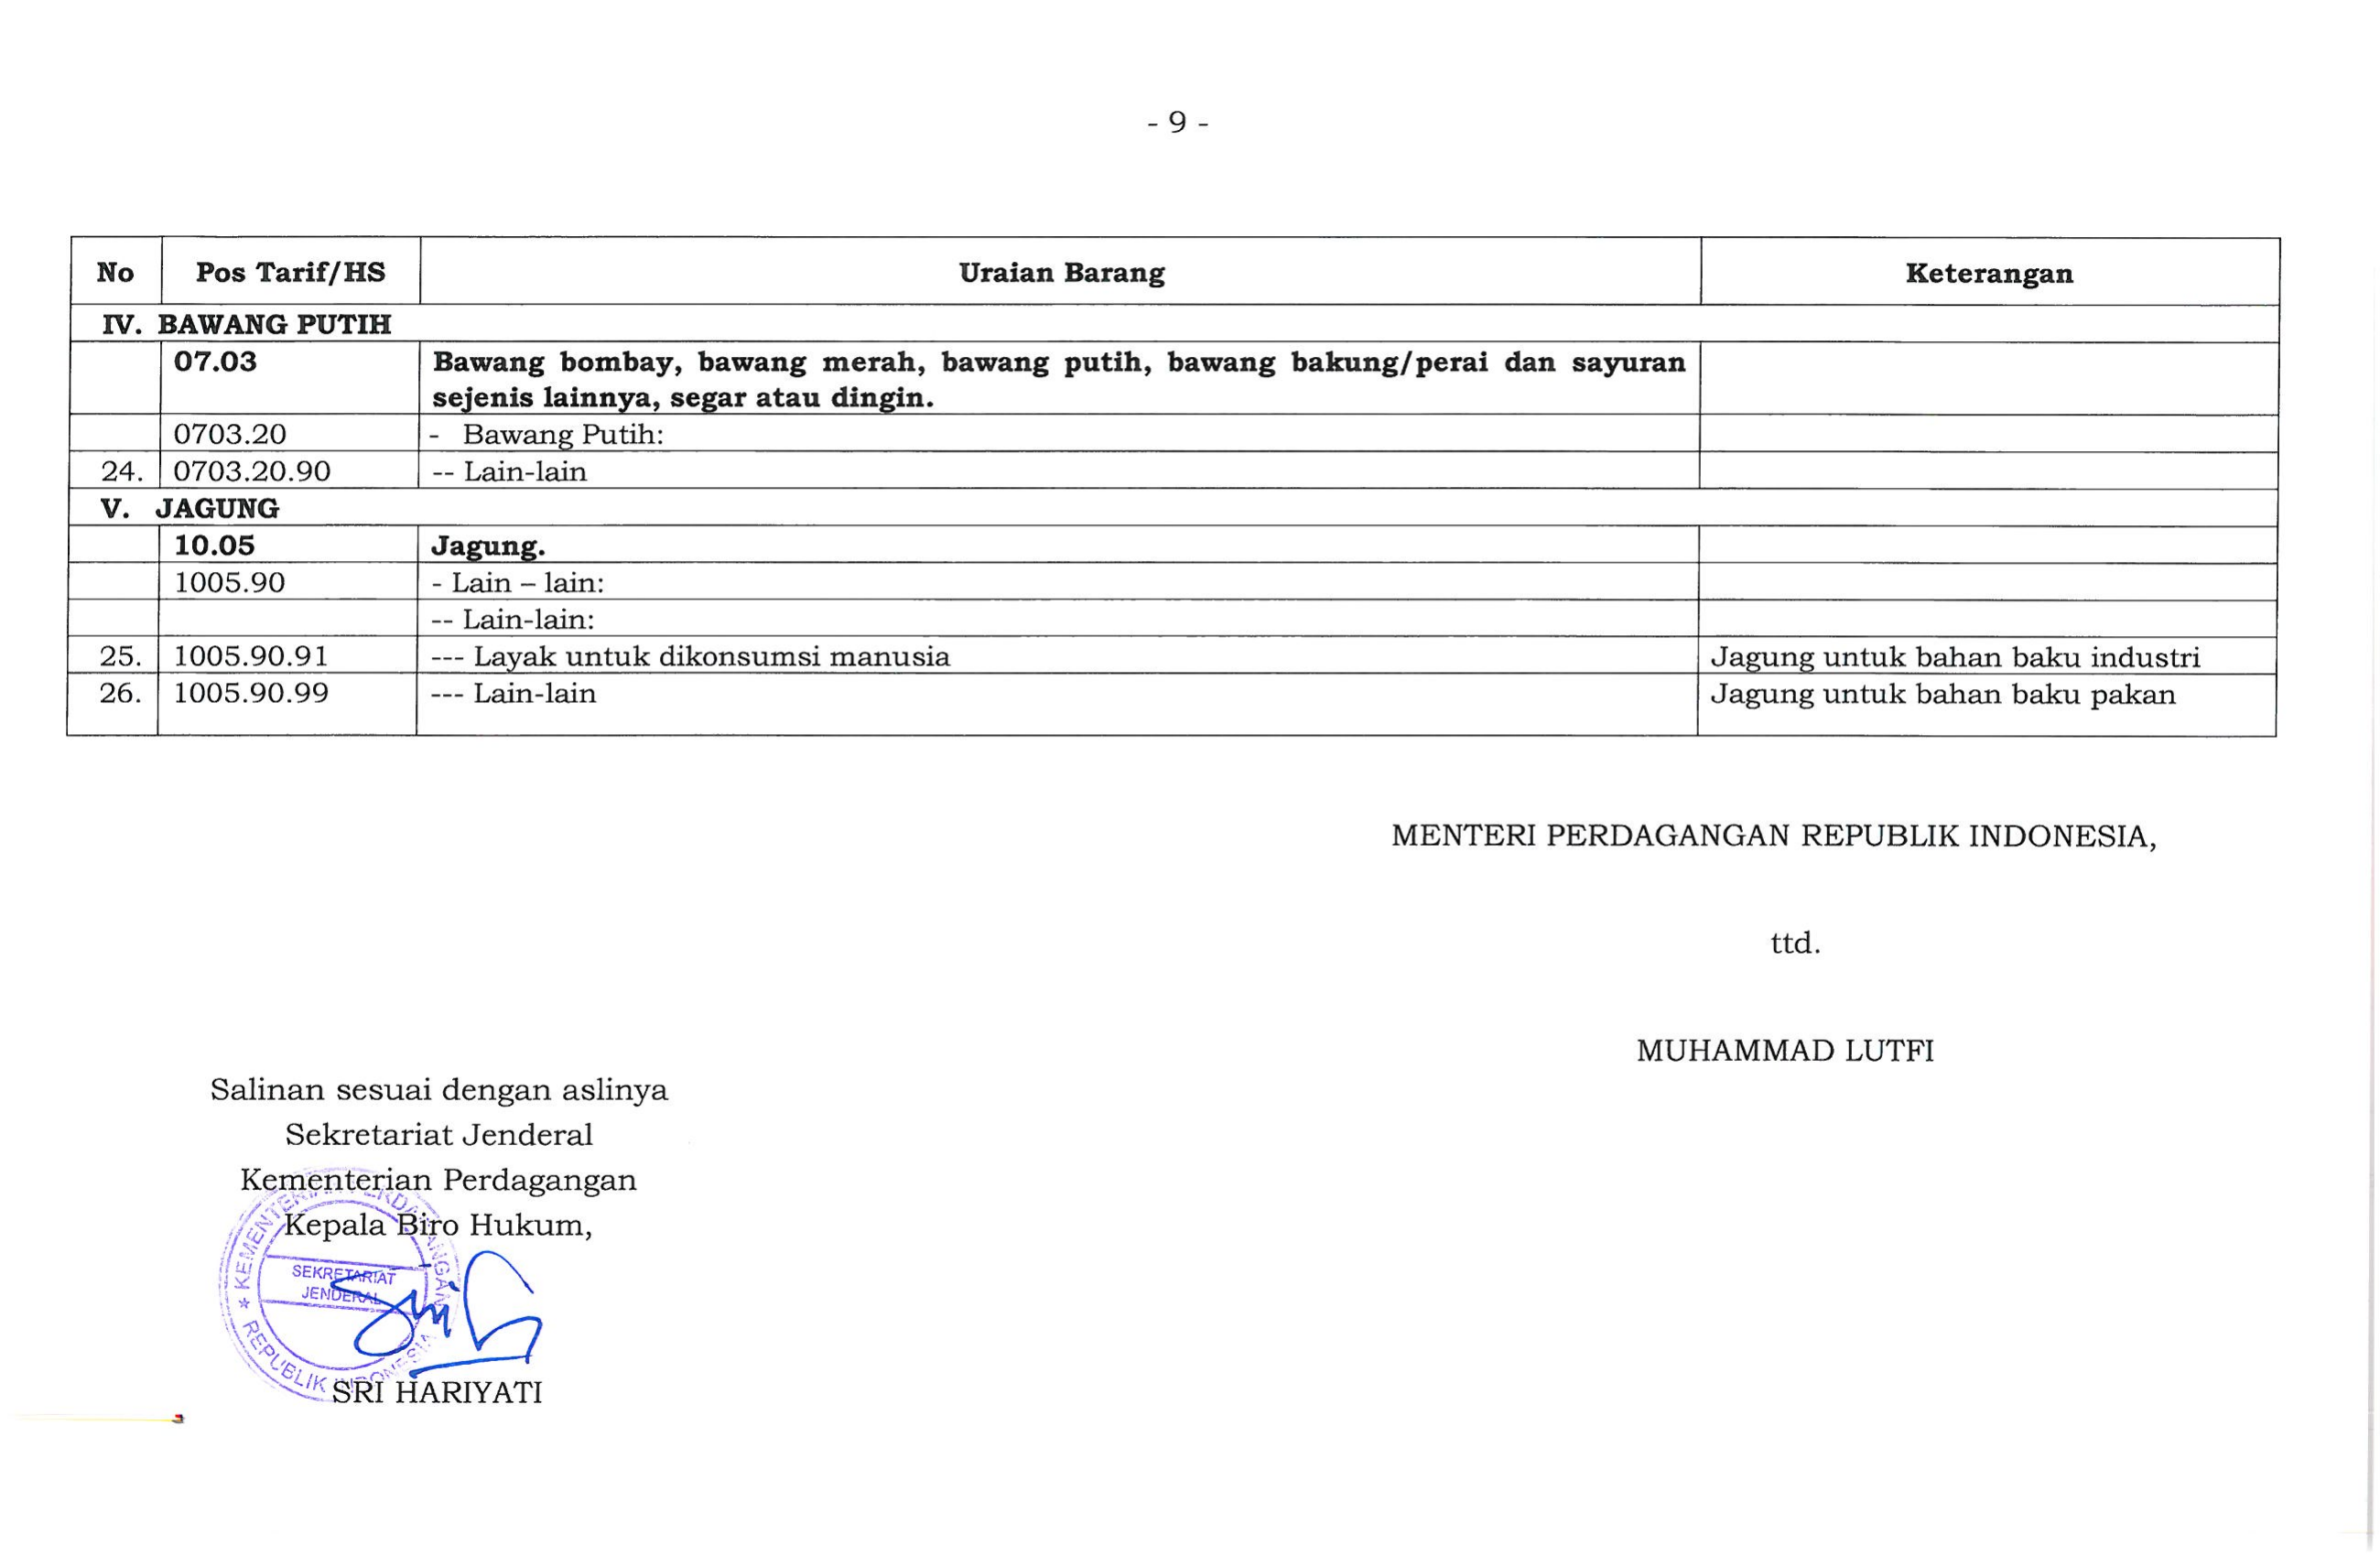 - 9 -
No Pos Tarif/HS Uraian Barang Keterangan
IV. BAWANG PUTIH
07.03 Bawang bombay, bawang merah, bawang putih, bawang bakung/perai dan sayuran
sejenis lainnya, segar atau dingin.
0703.20 - Bawang Putih:
24. 0703.20.90 -- Lain-lain
V. JAGUNG
10.05 Jagung.
1005.90 - Lain – lain:
-- Lain-lain:
25. 1005.90.91 --- Layak untuk dikonsumsi manusia Jagung untuk bahan baku industri
26. 1005.90.99 --- Lain-lain Jagung untuk bahan baku pakan
MENTERI PERDAGANGAN REPUBLIK INDONESIA,
ttd.
MUHAMMAD LUTFI
Salinan sesuai dengan aslinya
Sekretariat Jenderal
Kementerian Perdagangan
Kepala Biro Hukum,
KEMENTERIAN PERDAGANGAN
SEKRETARIAT
JENDERAL
★ REPUBLIK INDONESIA
SRI HARIYATI